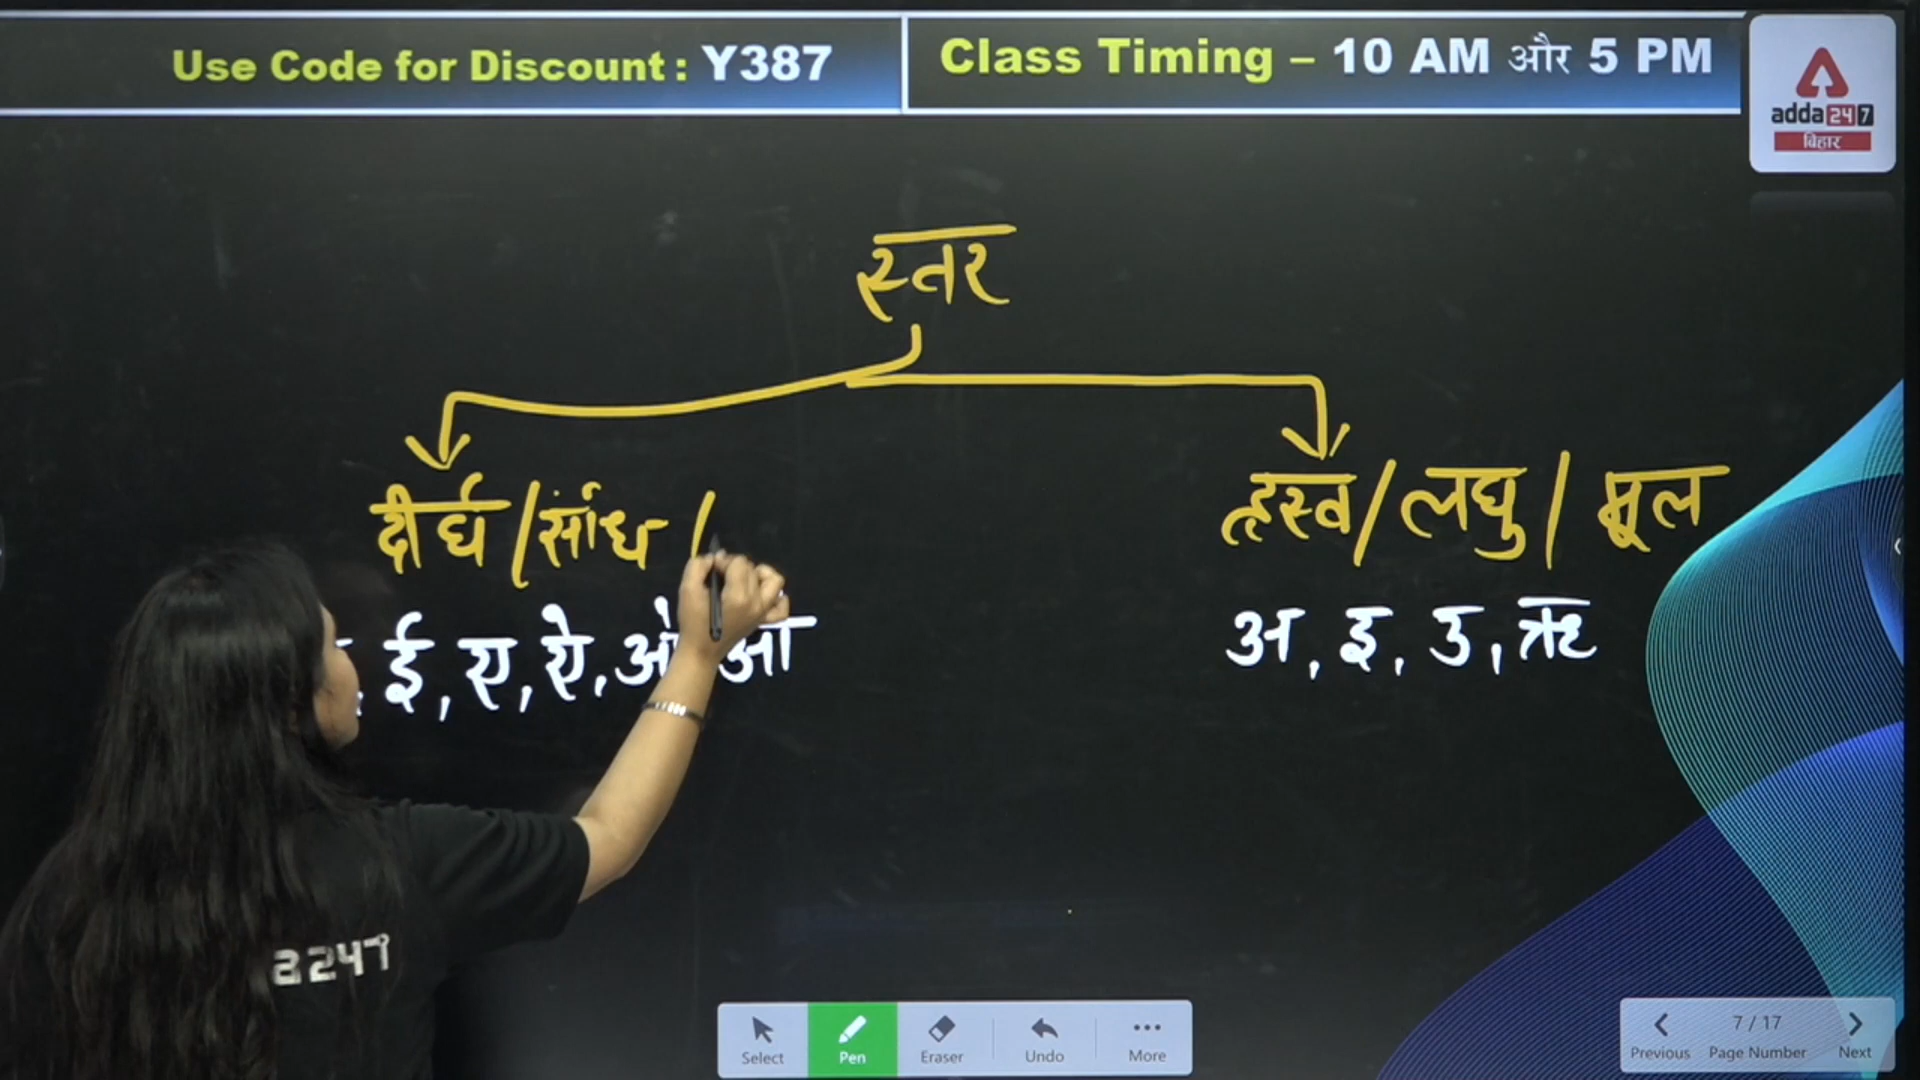 Use Code for Discount : Y387
Class Timing – 10 AM और 5 PM
adda 247
बिहार
स्वर
दीर्घ / संधि /
ह्रस्व / लघु / मूल
ई, ए, ऐ, ओ
अ, इ, उ, ऋ
a247
Select
Pen
Eraser
Undo
More
Previous
7 / 17
Page Number
Next